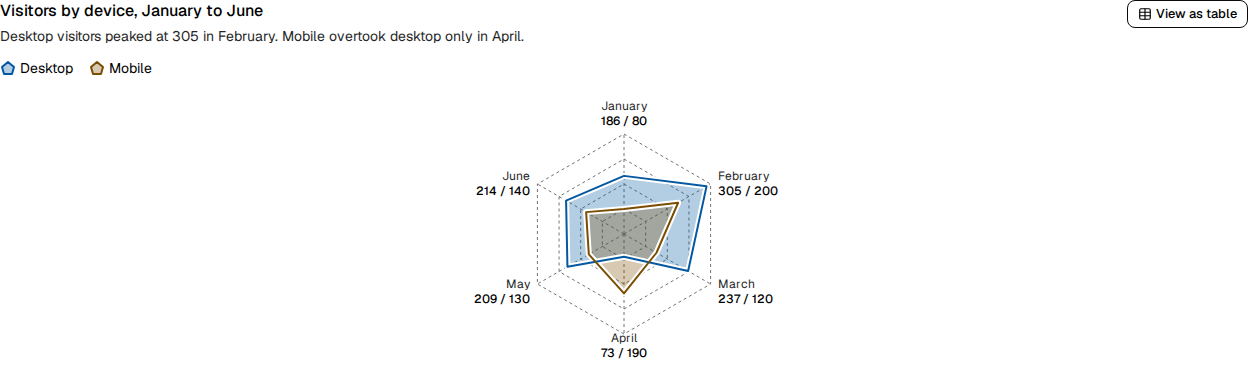 Visitors by device, January to June
View as table
Desktop visitors peaked at 305 in February. Mobile overtook desktop only in April.
Desktop
Mobile
January
186 / 80
June
214 / 140
February
305 / 200
May
209 / 130
March
237 / 120
April
73 / 190